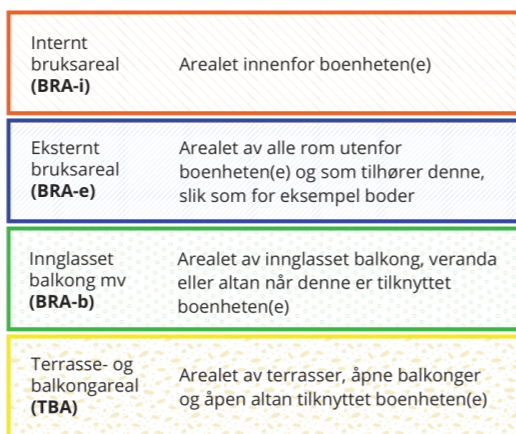 Internt
bruksareal
(BRA-i)
Arealet innenfor boenheten(e)
Eksternt
bruksareal
(BRA-e)
Arealet av alle rom utenfor
boenheten(e) og som tilhører denne,
slik som for eksempel boder
Innglasset
balkong mv
(BRA-b)
Arealet av innglasset balkong, veranda
eller altan når denne er tilknyttet
boenheten(e)
Terrasse- og
balkongareal
(TBA)
Arealet av terrasser, åpne balkonger
og åpen altan tilknyttet boenheten(e)